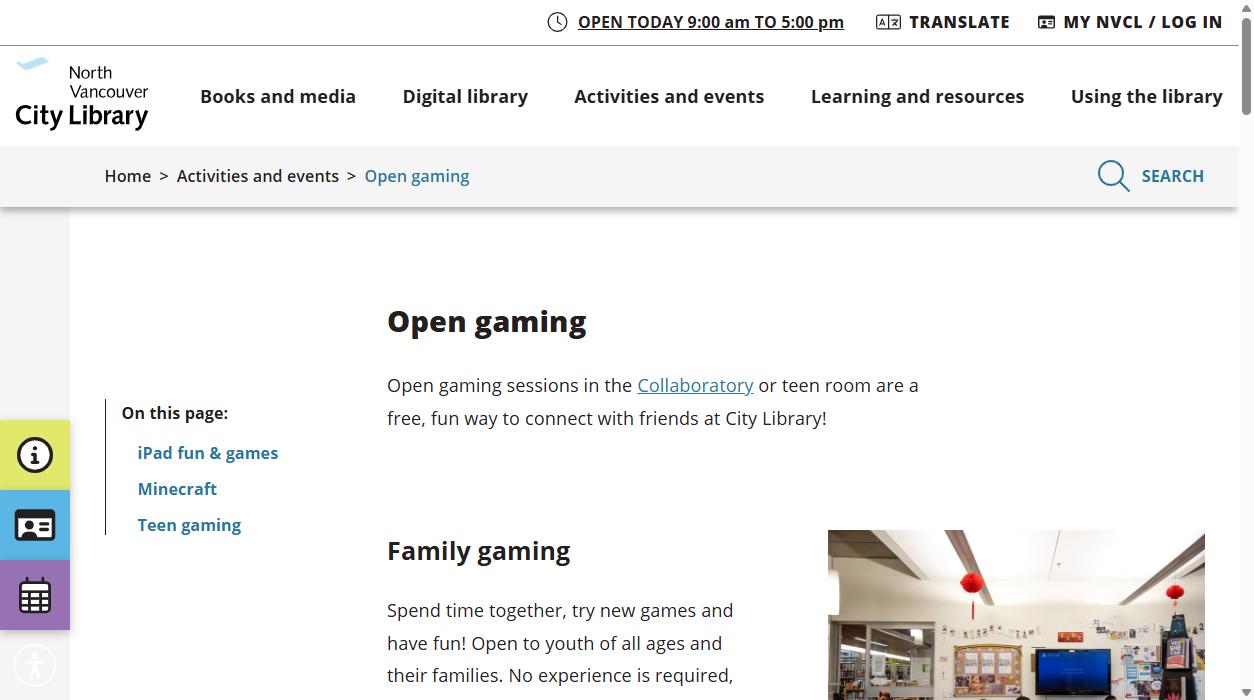 OPEN TODAY 9:00 am TO 5:00 pm
TRANSLATE
MY NVCL / LOG IN
North
Vancouver
City Library
Books and media
Digital library
Activities and events
Learning and resources
Using the library
Home > Activities and events > Open gaming
SEARCH
Open gaming
Open gaming sessions in the Collaboratory or teen room are a
free, fun way to connect with friends at City Library!
On this page:
iPad fun & games
Minecraft
Teen gaming
Family gaming
Spend time together, try new games and
have fun! Open to youth of all ages and
their families. No experience is required,